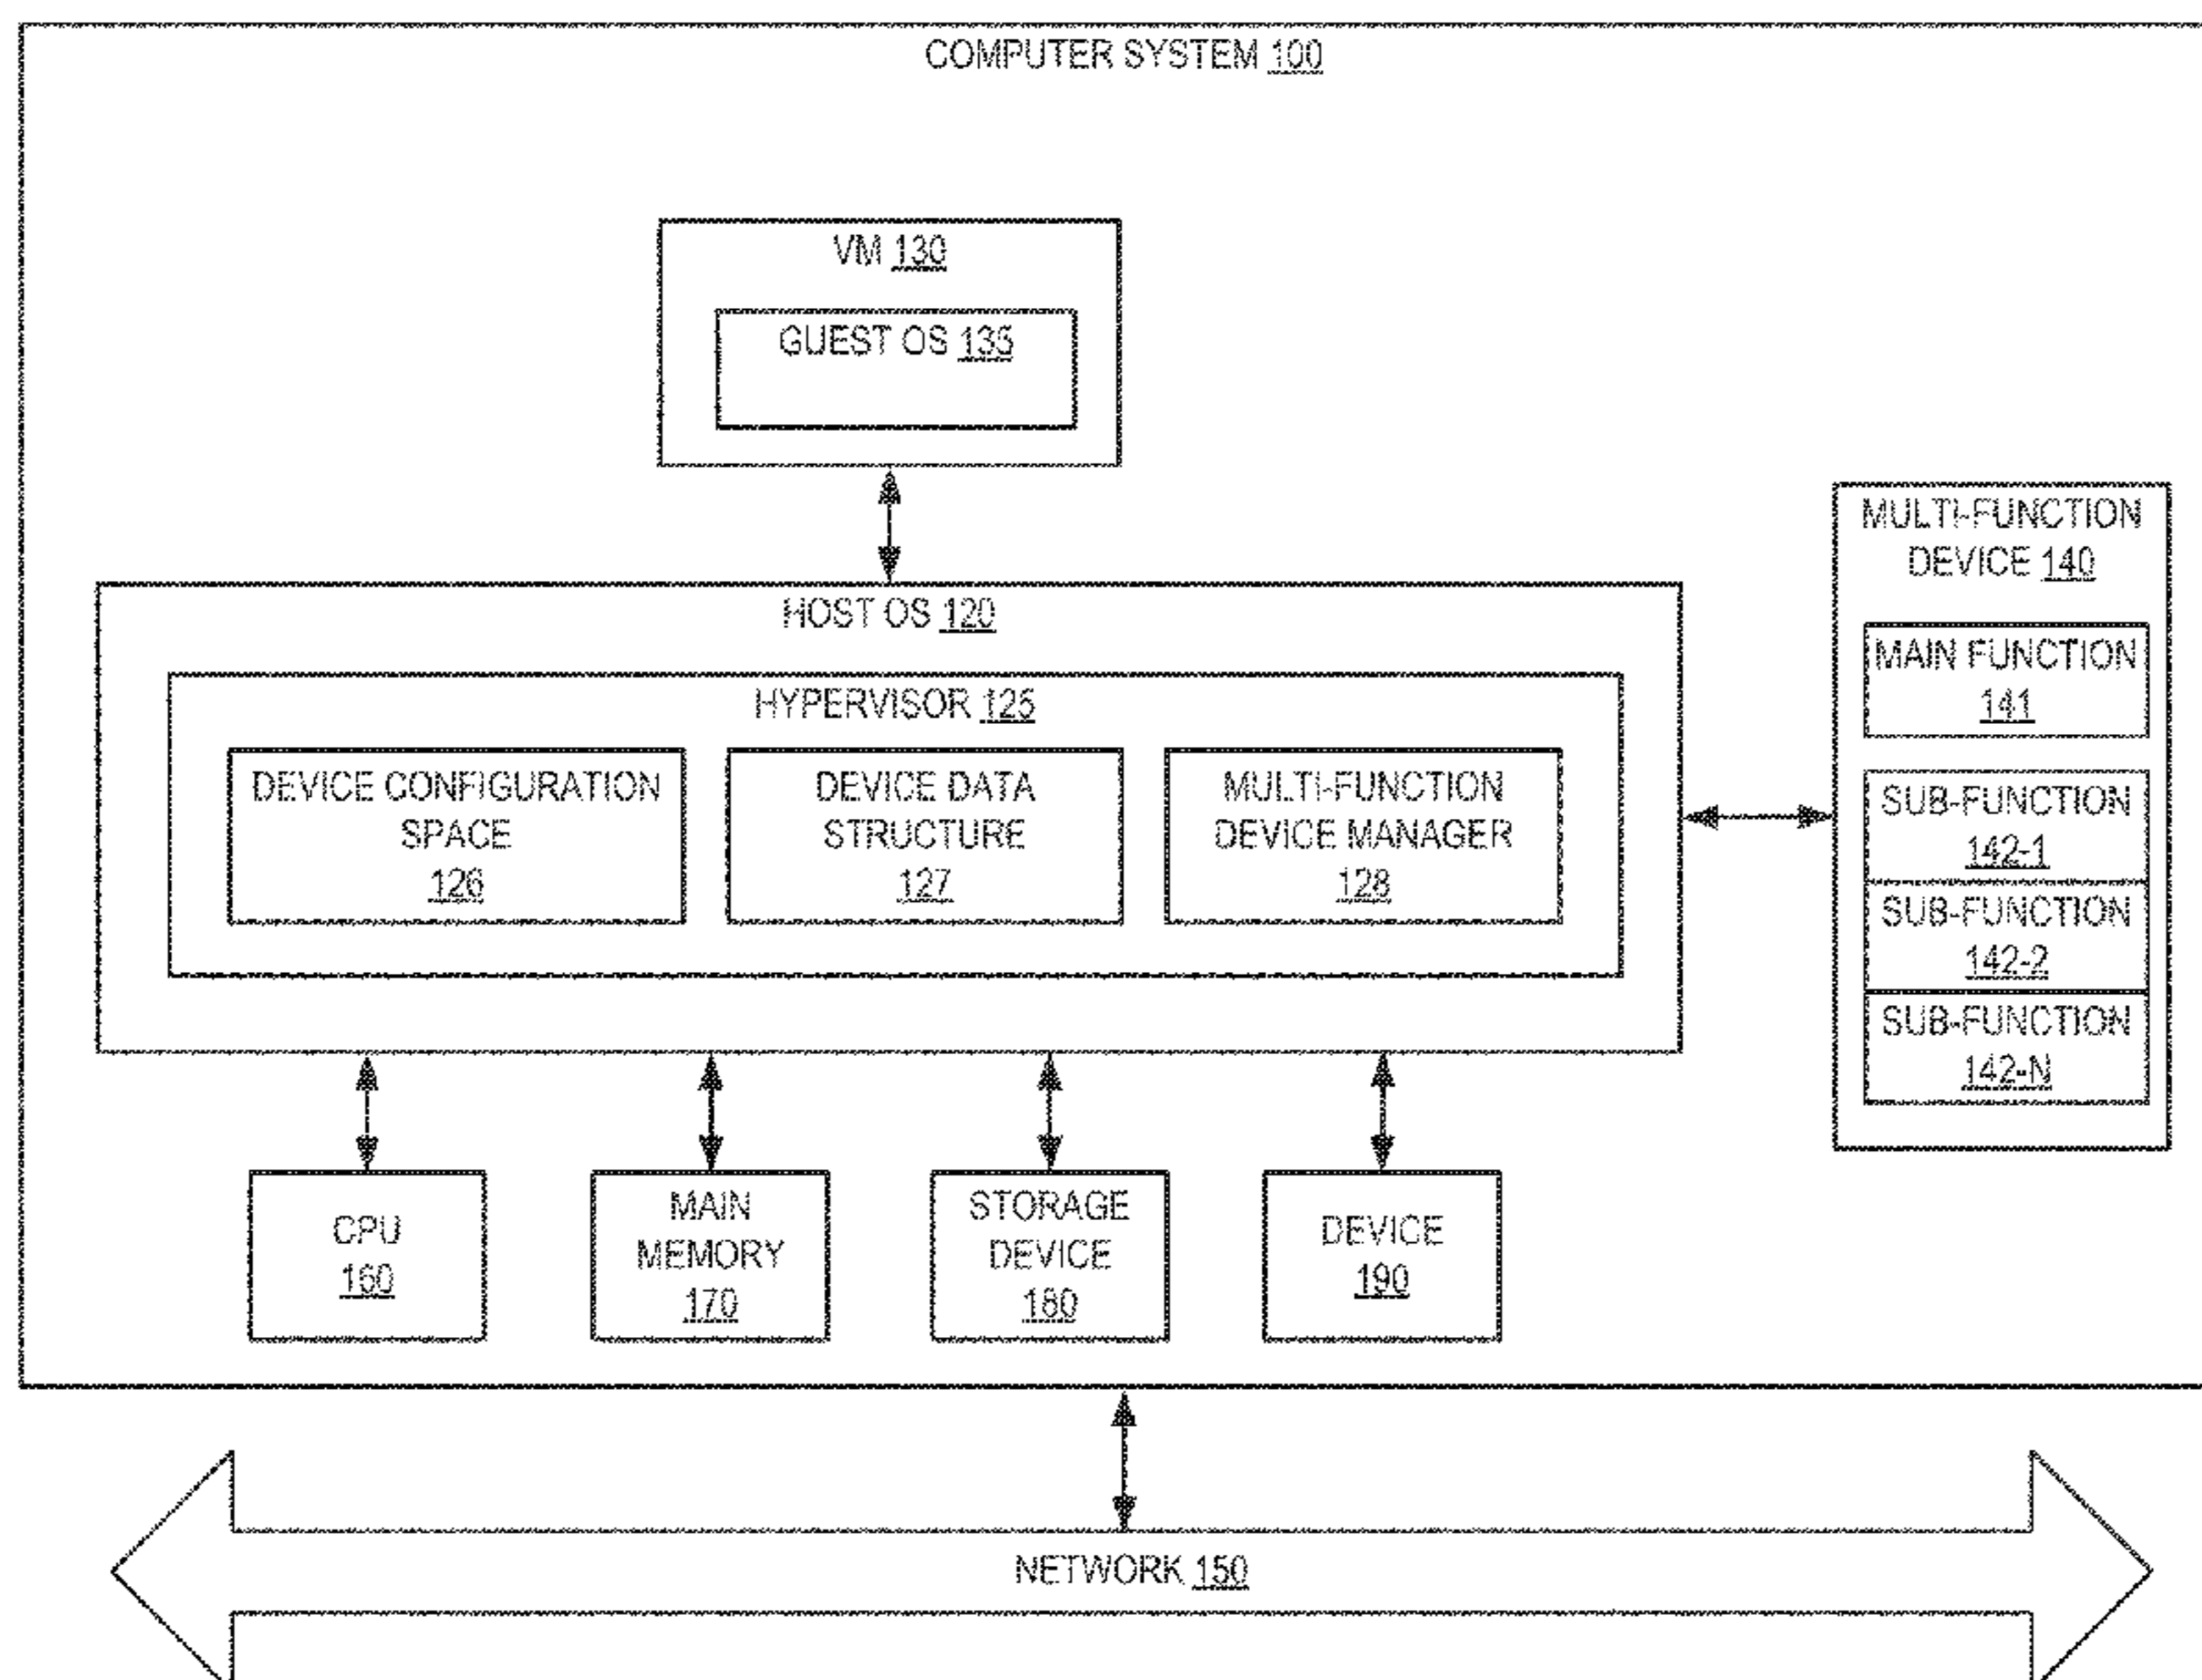 COMPUTER SYSTEM 100
VM 130
GUEST OS 135
HOST OS 120
HYPERVISOR 125
DEVICE CONFIGURATION
SPACE
126
DEVICE DATA
STRUCTURE
127
MULTI-FUNCTION
DEVICE MANAGER
128
MULTI-FUNCTION
DEVICE 140
MAIN FUNCTION
141
SUB-FUNCTION
142-1
SUB-FUNCTION
142-2
SUB-FUNCTION
142-N
CPU
160
MAIN
MEMORY
170
STORAGE
DEVICE
180
DEVICE
190
NETWORK 150